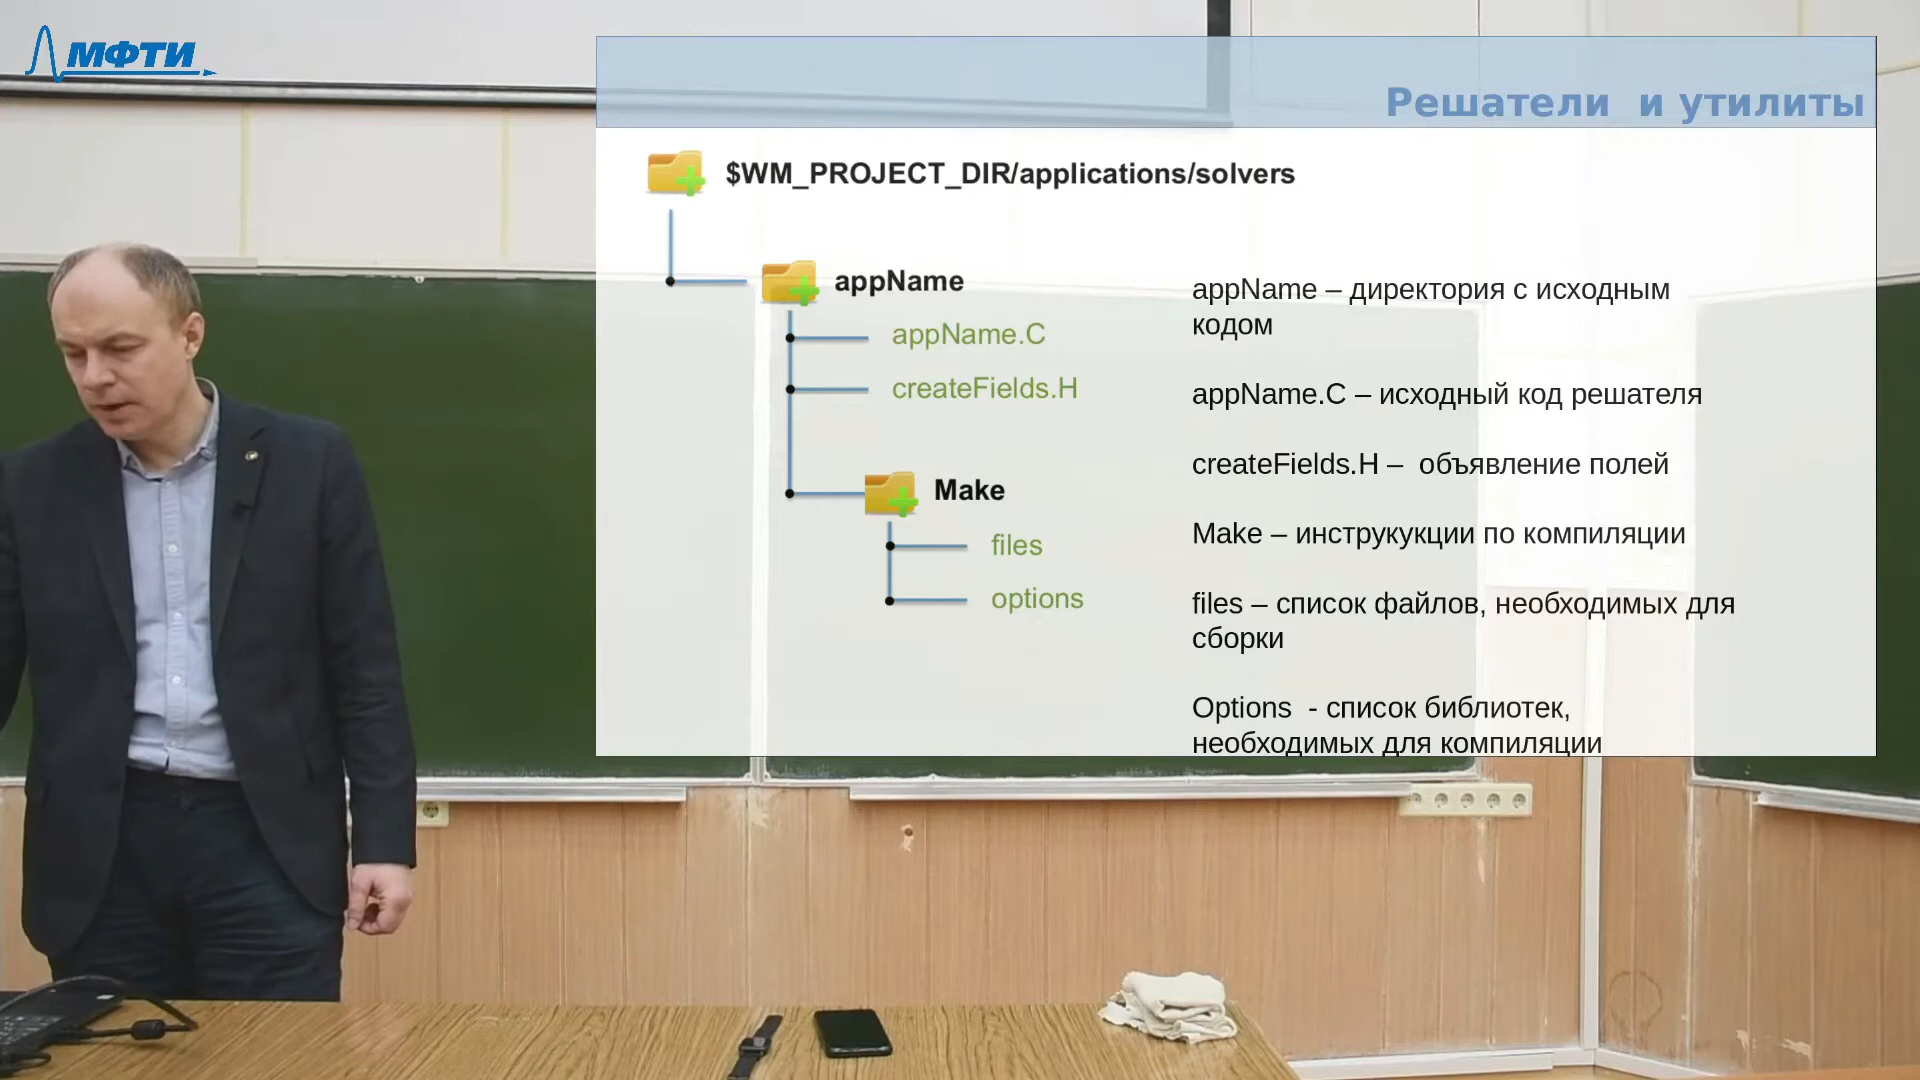 МФТИ
Решатели и утилиты
$WM_PROJECT_DIR/applications/solvers
appName
appName.C
createFields.H
Make
files
options
appName – директория с исходным
кодом
appName.C – исходный код решателя
createFields.H – объявление полей
Make – инструкукции по компиляции
files – список файлов, необходимых для
сборки
Options - список библиотек,
необходимых для компиляции